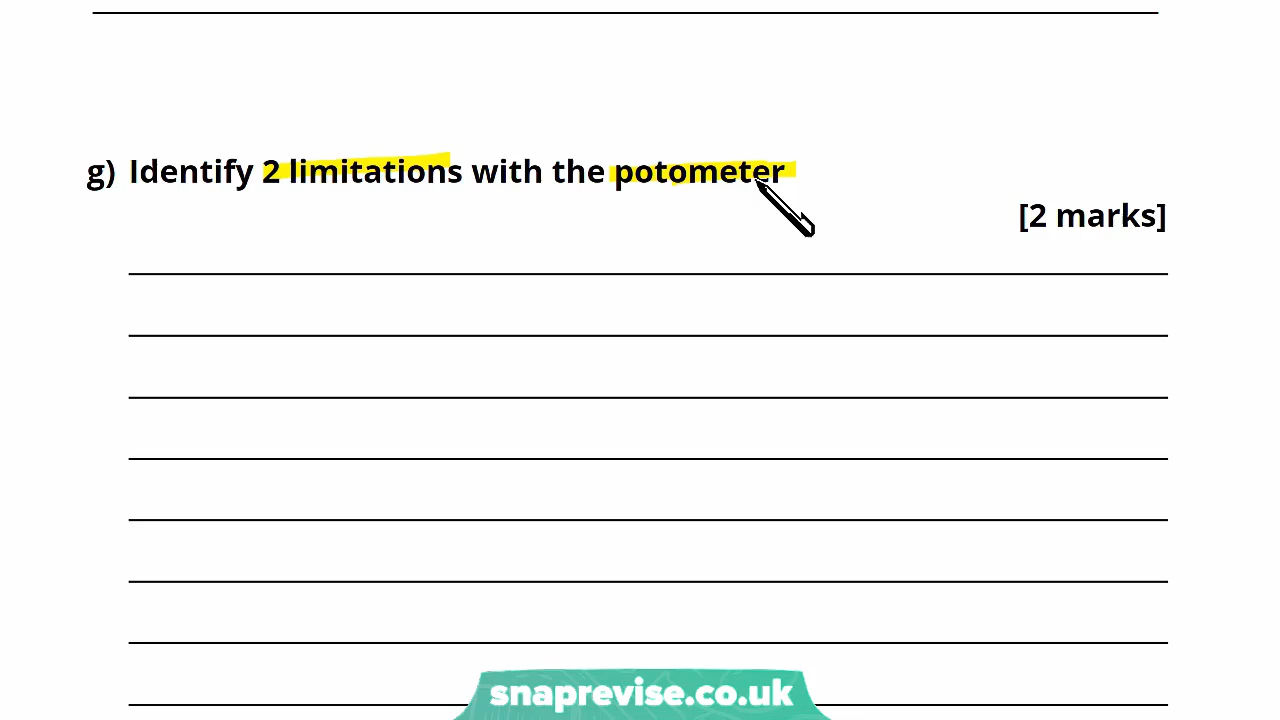 g) Identify 2 limitations with the potometer
[2 marks]
snaprevise.co.uk